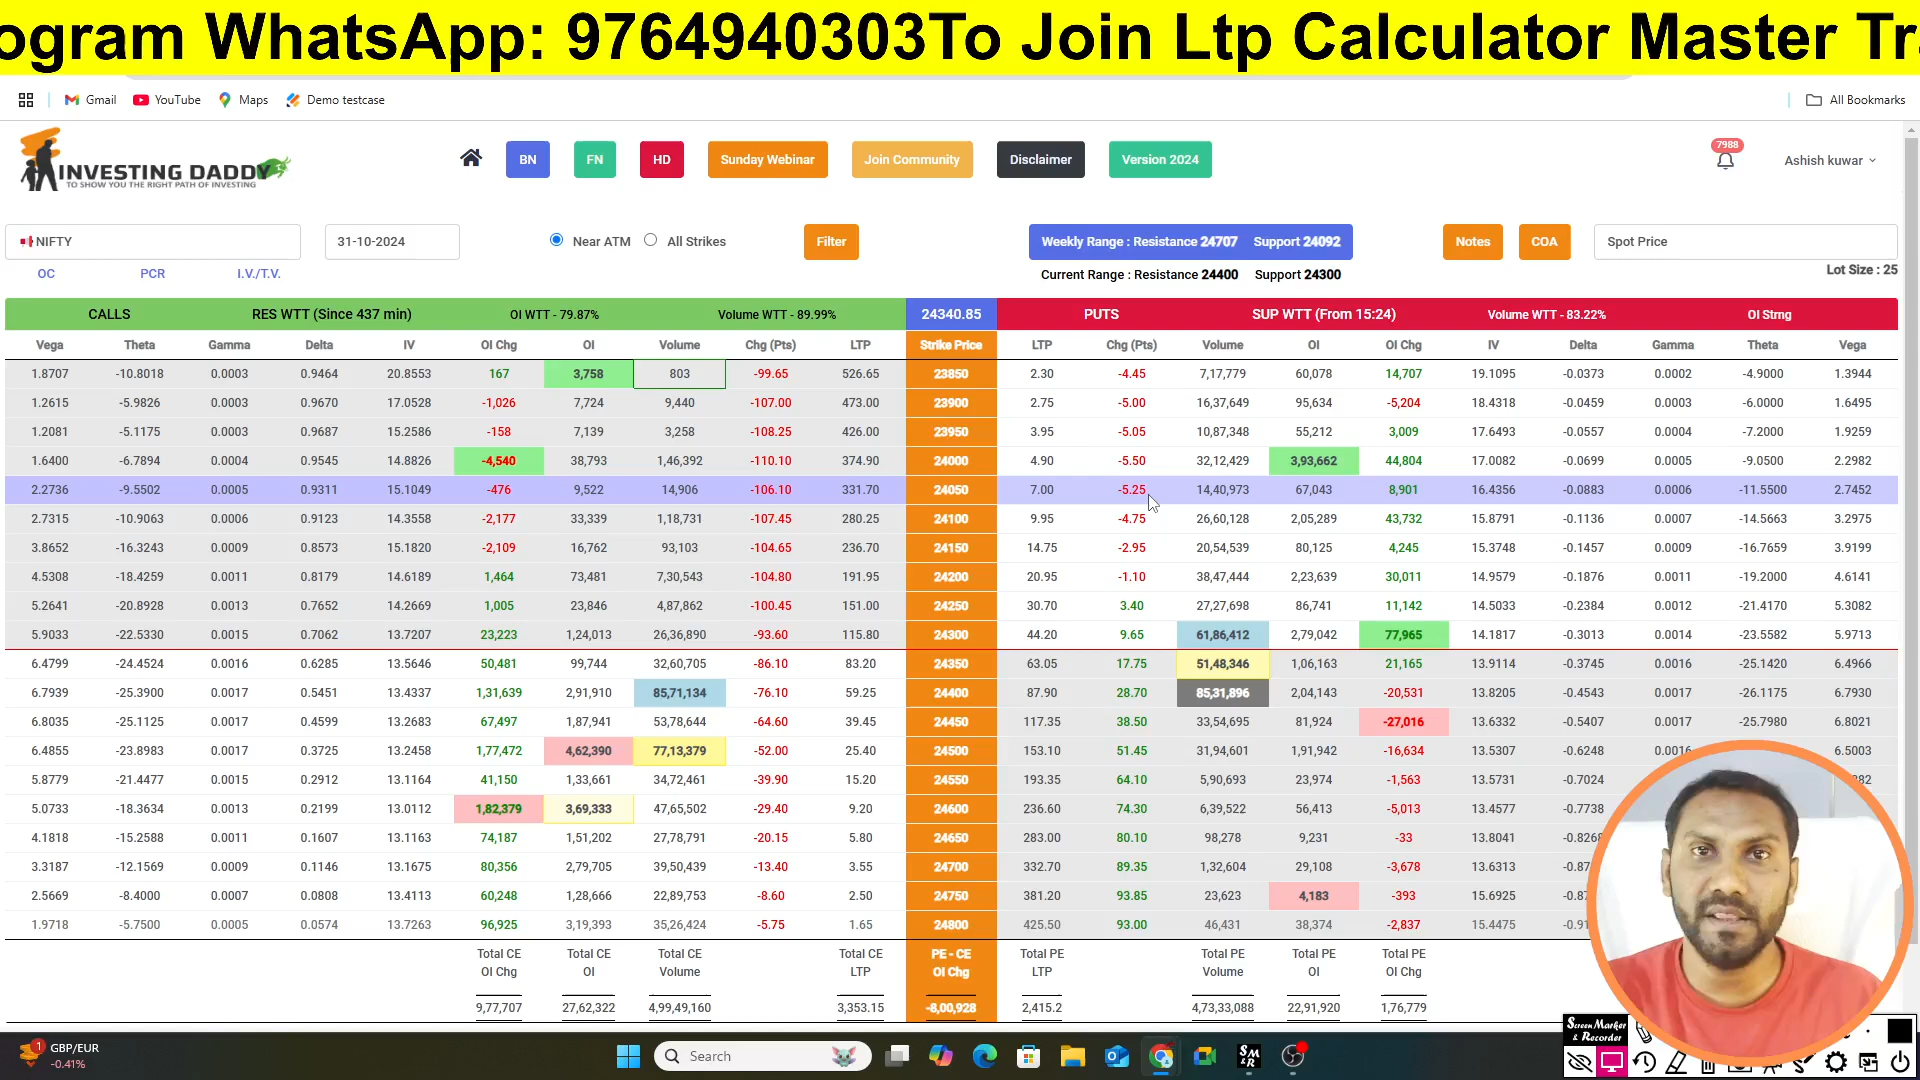 ogram WhatsApp: 9764940303To Join Ltp Calculator Master Tr
Gmail YouTube Maps Demo testcase All Bookmarks
INVESTING DADDY
TO SHOW YOU THE RIGHT PATH OF INVESTING
BN FN HD Sunday Webinar Join Community Disclaimer Version 2024 7988 Ashish kuwar
NIFTY 31-10-2024 Near ATM All Strikes Filter Weekly Range : Resistance 24707 Support 24092 Notes COA Spot Price
OC PCR I.V./T.V. Current Range : Resistance 24400 Support 24300 Lot Size : 25
CALLS RES WTT (Since 437 min) OI WTT - 79.87% Volume WTT - 89.99% 24340.85 PUTS SUP WTT (From 15:24) Volume WTT - 83.22% OI Strng
Vega Theta Gamma Delta IV OI Chg OI Volume Chg (Pts) LTP Strike Price LTP Chg (Pts) Volume OI OI Chg IV Delta Gamma Theta Vega
1.8707 -10.8018 0.0003 0.9464 20.8553 167 3,758 803 -99.65 526.65 23850 2.30 -4.45 7,17,779 60,078 14,707 19.1095 -0.0373 0.0002 -4.9000 1.3944
1.2615 -5.9826 0.0003 0.9670 17.0528 -1,026 7,724 9,440 -107.00 473.00 23900 2.75 -5.00 16,37,649 95,634 -5,204 18.4318 -0.0459 0.0003 -6.0000 1.6495
1.2081 -5.1175 0.0003 0.9687 15.2586 -158 7,139 3,258 -108.25 426.00 23950 3.95 -5.05 10,87,348 55,212 3,009 17.6493 -0.0557 0.0004 -7.2000 1.9259
1.6400 -6.7894 0.0004 0.9545 14.8826 -4,540 38,793 1,46,392 -110.10 374.90 24000 4.90 -5.50 32,12,429 3,93,662 44,804 17.0082 -0.0699 0.0005 -9.0500 2.2982
2.2736 -9.5502 0.0005 0.9311 15.1049 -476 9,522 14,906 -106.10 331.70 24050 7.00 -5.25 14,40,973 67,043 8,901 16.4356 -0.0883 0.0006 -11.5500 2.7452
2.7315 -10.9063 0.0006 0.9123 14.3558 -2,177 33,339 1,18,731 -107.45 280.25 24100 9.95 -4.75 26,60,128 2,05,289 43,732 15.8791 -0.1136 0.0007 -14.5663 3.2975
3.8652 -16.3243 0.0009 0.8573 15.1820 -2,109 16,762 93,103 -104.65 236.70 24150 14.75 -2.95 20,54,539 80,125 4,245 15.3748 -0.1457 0.0009 -16.7659 3.9199
4.5308 -18.4259 0.0011 0.8179 14.6189 1,464 73,481 7,30,543 -104.80 191.95 24200 20.95 -1.10 38,47,444 2,23,639 30,011 14.9579 -0.1876 0.0011 -19.2000 4.6141
5.2641 -20.8928 0.0013 0.7652 14.2669 1,005 23,846 4,87,862 -100.45 151.00 24250 30.70 3.40 27,27,698 86,741 11,142 14.5033 -0.2384 0.0012 -21.4170 5.3082
5.9033 -22.5330 0.0015 0.7062 13.7207 23,223 1,24,013 26,36,890 -93.60 115.80 24300 44.20 9.65 61,86,412 2,79,042 77,965 14.1817 -0.3013 0.0014 -23.5582 5.9713
6.4799 -24.4524 0.0016 0.6285 13.5646 50,481 99,744 32,60,705 -86.10 83.20 24350 63.05 17.75 51,48,346 1,06,163 21,165 13.9114 -0.3745 0.0016 -25.1420 6.4966
6.7939 -25.3900 0.0017 0.5451 13.4337 1,31,639 2,91,910 85,71,134 -76.10 59.25 24400 87.90 28.70 85,31,896 2,04,143 -20,531 13.8205 -0.4543 0.0017 -26.1175 6.7930
6.8035 -25.1125 0.0017 0.4599 13.2683 67,497 1,87,941 53,78,644 -64.60 39.45 24450 117.35 38.50 33,54,695 81,924 -27,016 13.6332 -0.5407 0.0017 -25.7980 6.8021
6.4855 -23.8983 0.0017 0.3725 13.2458 1,77,472 4,62,390 77,13,379 -52.00 25.40 24500 153.10 51.45 31,94,601 1,91,942 -16,634 13.5307 -0.6248 0.0016 6.5003
5.8779 -21.4477 0.0015 0.2912 13.1164 41,150 1,33,661 34,72,461 -39.90 15.20 24550 193.35 64.10 5,90,693 23,974 -1,563 13.5731 -0.7024
5.0733 -18.3634 0.0013 0.2199 13.0112 1,82,379 3,69,333 47,65,502 -29.40 9.20 24600 236.60 74.30 6,39,522 56,413 -5,013 13.4577 -0.7738
4.1818 -15.2588 0.0011 0.1607 13.1163 74,187 1,51,202 27,78,791 -20.15 5.80 24650 283.00 80.10 98,278 9,231 -33 13.8041 -0.8268
3.3187 -12.1569 0.0009 0.1146 13.1675 80,356 2,79,705 39,50,439 -13.40 3.55 24700 332.70 89.35 1,32,604 29,108 -3,678 13.6313 -0.87
2.5669 -8.4000 0.0007 0.0808 13.4113 60,248 1,28,666 22,89,753 -8.60 2.50 24750 381.20 93.85 23,623 4,183 -393 15.6925 -0.8
1.9718 -5.7500 0.0005 0.0574 13.7263 96,925 3,19,393 35,26,424 -5.75 1.65 24800 425.50 93.00 46,431 38,374 -2,837 15.4475 -0.91
Total CE Total CE Total CE Total CE PE - CE Total PE Total PE Total PE Total PE
OI Chg OI Volume LTP OI Chg LTP Volume OI OI Chg
9,77,707 27,62,322 4,99,49,160 3,353.15 -8,00,928 2,415.2 4,73,33,088 22,91,920 1,76,779
Screen Marker
& Recorder
1 GBP/EUR
-0.41%
Search
S M
& R